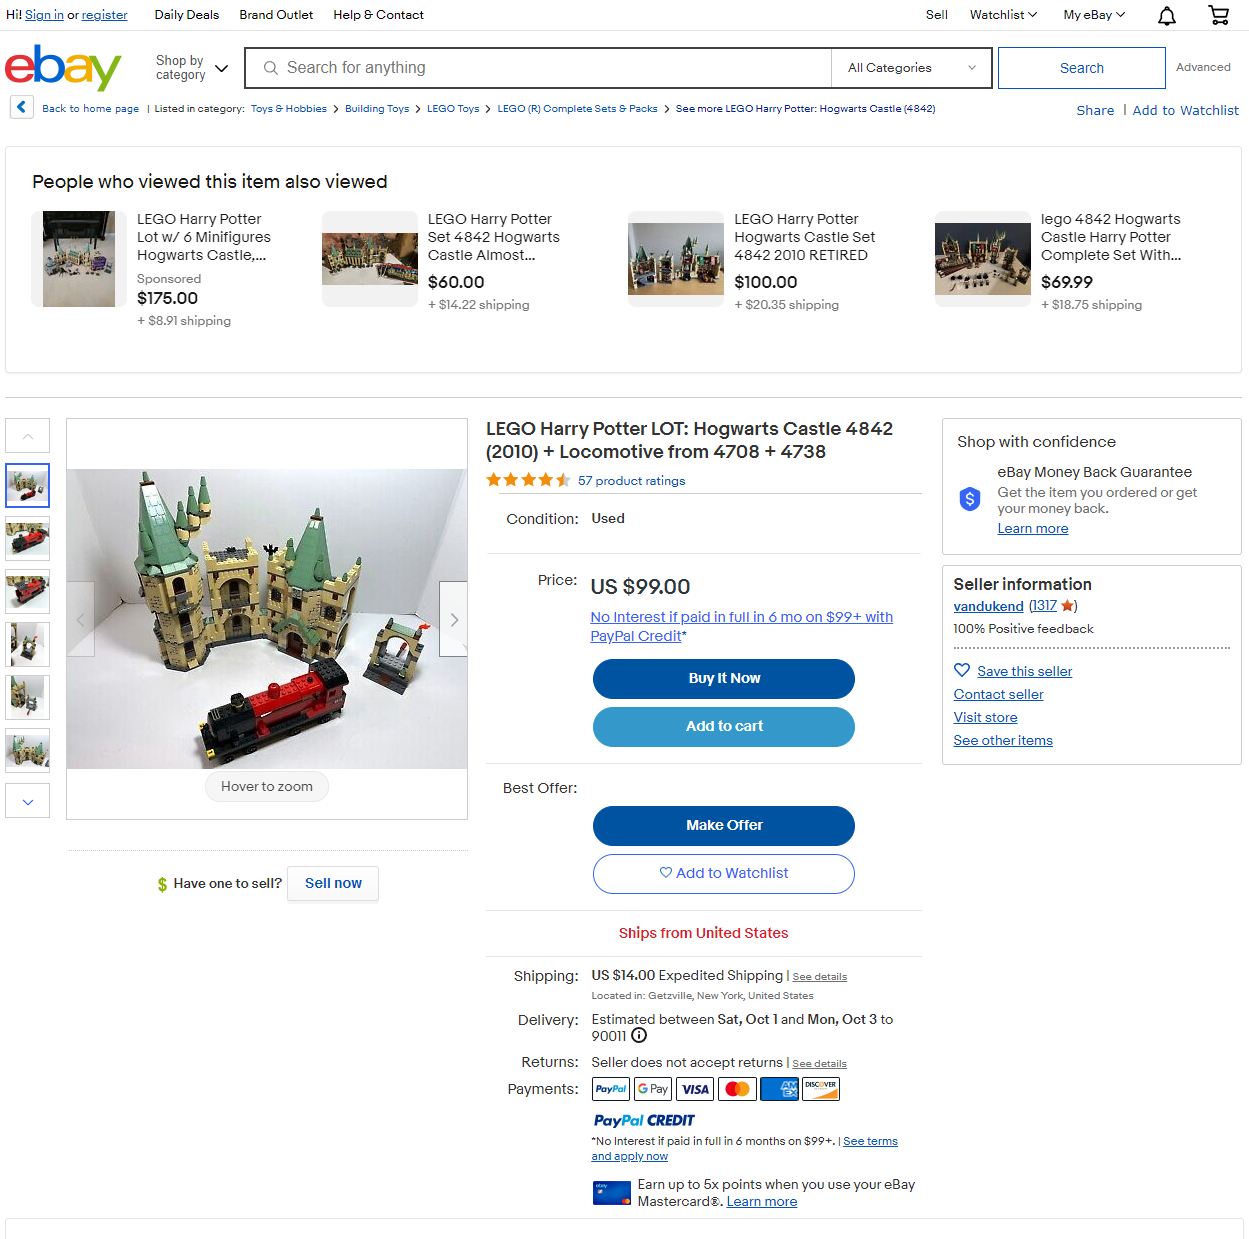 Hi! Sign in or register Daily Deals Brand Outlet Help & Contact Sell Watchlist My eBay
ebay Shop by category Search for anything All Categories Search Advanced
Back to home page | Listed in category: Toys & Hobbies > Building Toys > LEGO Toys > LEGO (R) Complete Sets & Packs > See more LEGO Harry Potter: Hogwarts Castle (4842)
Share | Add to Watchlist
People who viewed this item also viewed
LEGO Harry Potter
Lot w/ 6 Minifigures
Hogwarts Castle,...
Sponsored
$175.00
+ $8.91 shipping
LEGO Harry Potter
Set 4842 Hogwarts
Castle Almost...
$60.00
+ $14.22 shipping
LEGO Harry Potter
Hogwarts Castle Set
4842 2010 RETIRED
$100.00
+ $20.35 shipping
lego 4842 Hogwarts
Castle Harry Potter
Complete Set With...
$69.99
+ $18.75 shipping
Hover to zoom
$ Have one to sell? Sell now
LEGO Harry Potter LOT: Hogwarts Castle 4842
(2010) + Locomotive from 4708 + 4738
57 product ratings
Condition: Used
Price: US $99.00
No Interest if paid in full in 6 mo on $99+ with
PayPal Credit*
Buy It Now
Add to cart
Best Offer:
Make Offer
Add to Watchlist
Ships from United States
Shipping: US $14.00 Expedited Shipping | See details
Located in: Getzville, New York, United States
Delivery: Estimated between Sat, Oct 1 and Mon, Oct 3 to
90011
Returns: Seller does not accept returns | See details
Payments: PayPal G Pay VISA AMEX DISCOVER
PayPal CREDIT
*No Interest if paid in full in 6 months on $99+. | See terms
and apply now
ebay
Earn up to 5x points when you use your eBay
Mastercard®. Learn more
Shop with confidence
eBay Money Back Guarantee
Get the item you ordered or get
your money back.
Learn more
Seller information
vandukend (1317)
100% Positive feedback
Save this seller
Contact seller
Visit store
See other items